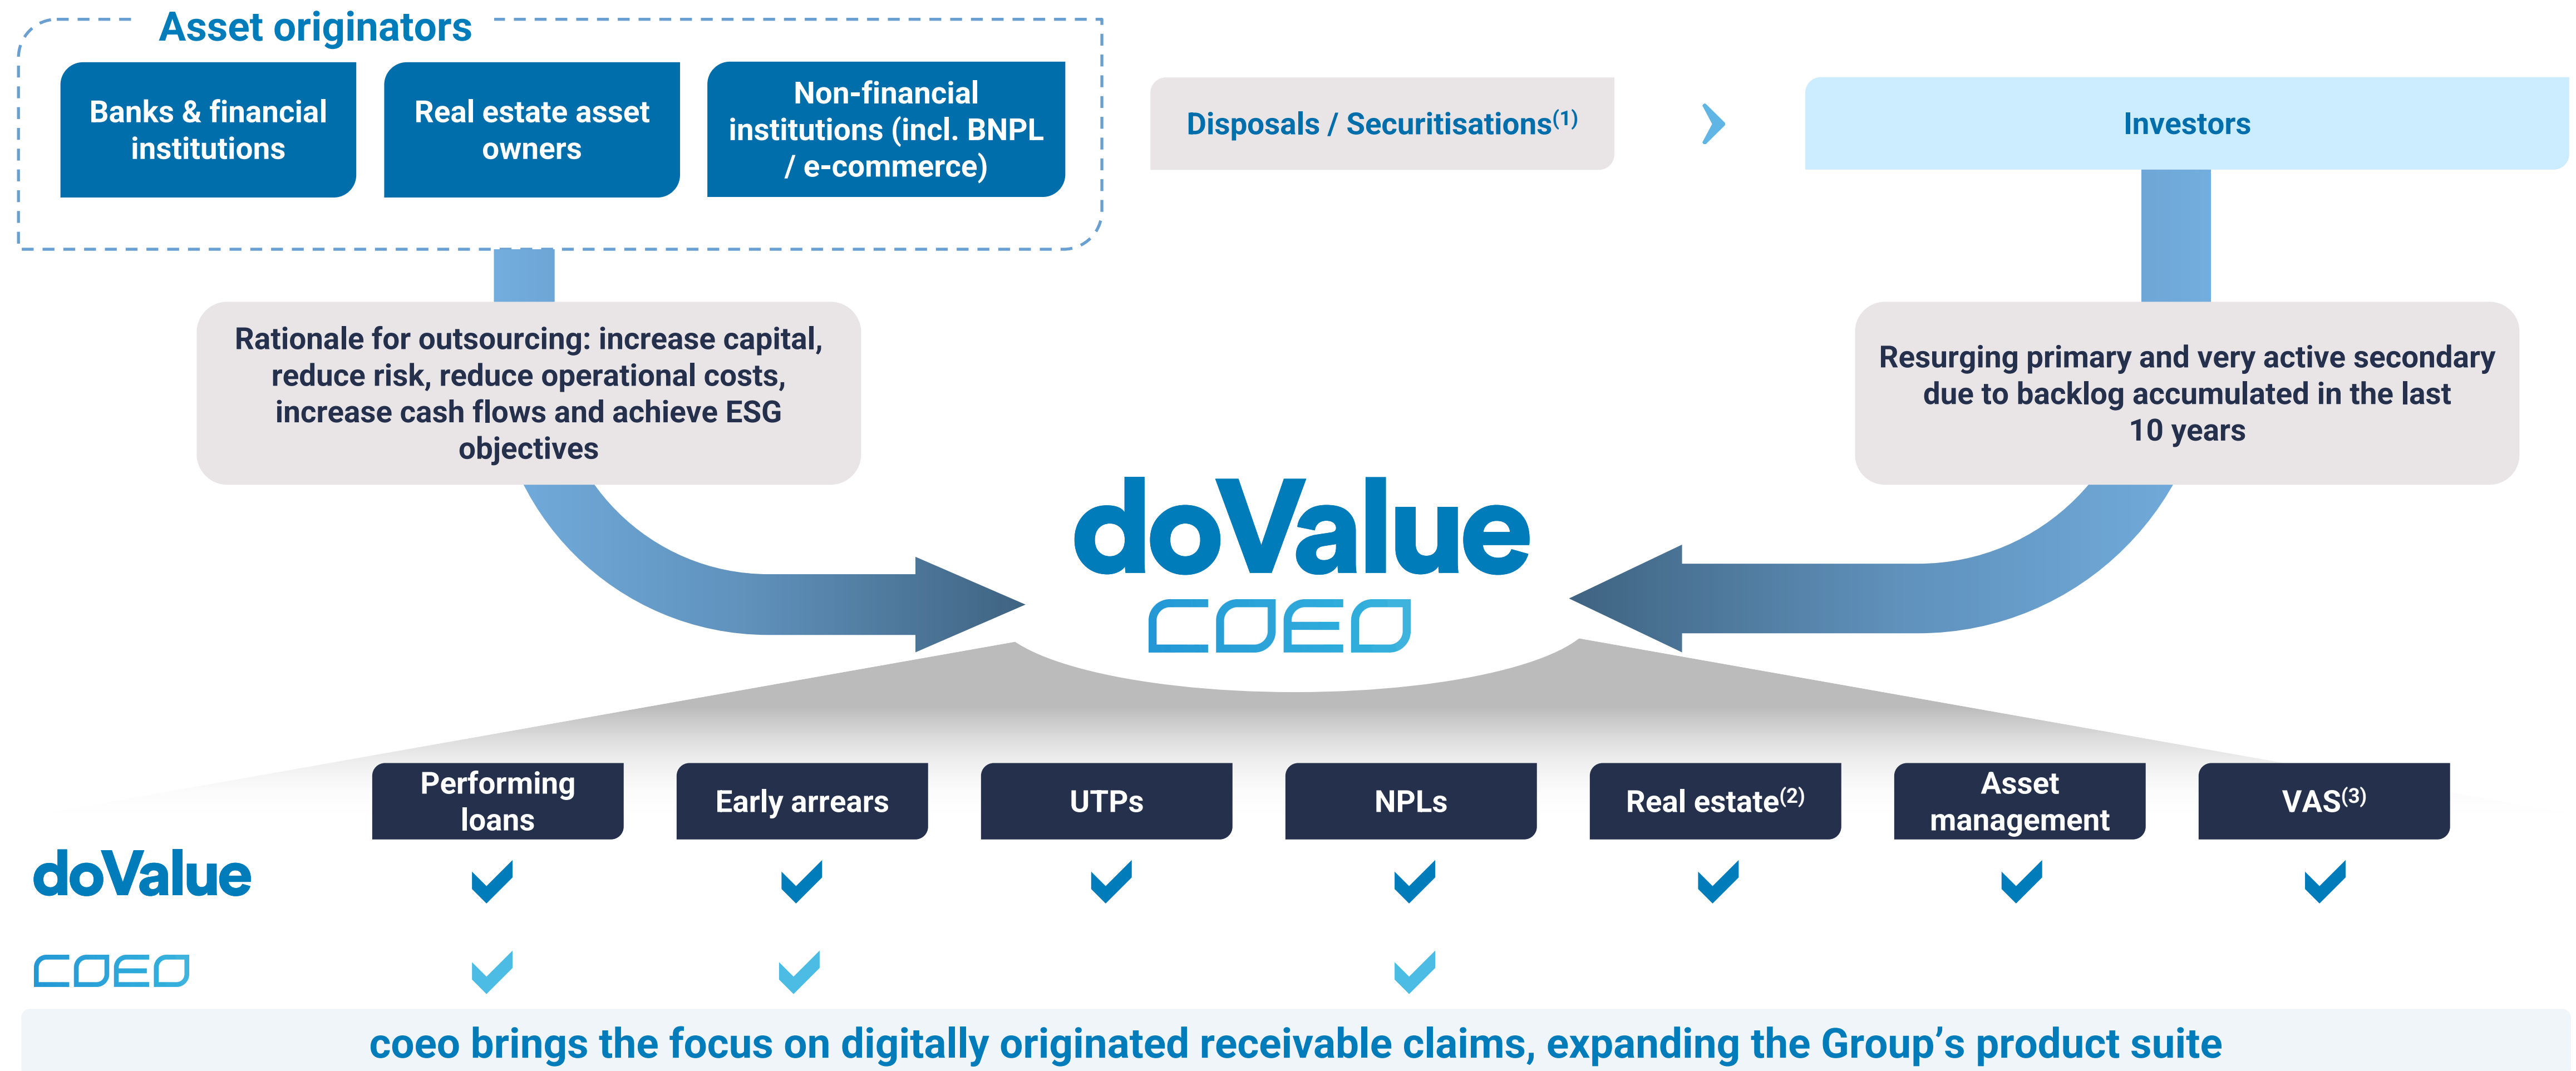 Asset originators
Banks & financial
institutions
Real estate asset
owners
Non-financial
institutions (incl. BNPL
/ e-commerce)
Disposals / Securitisations(1)
Investors
Rationale for outsourcing: increase capital,
reduce risk, reduce operational costs,
increase cash flows and achieve ESG
objectives
Resurging primary and very active secondary
due to backlog accumulated in the last
10 years
doValue
COEO
Performing
loans
Early arrears
UTPs
NPLs
Real estate(2)
Asset
management
VAS(3)
doValue
COEO
coeo brings the focus on digitally originated receivable claims, expanding the Group’s product suite